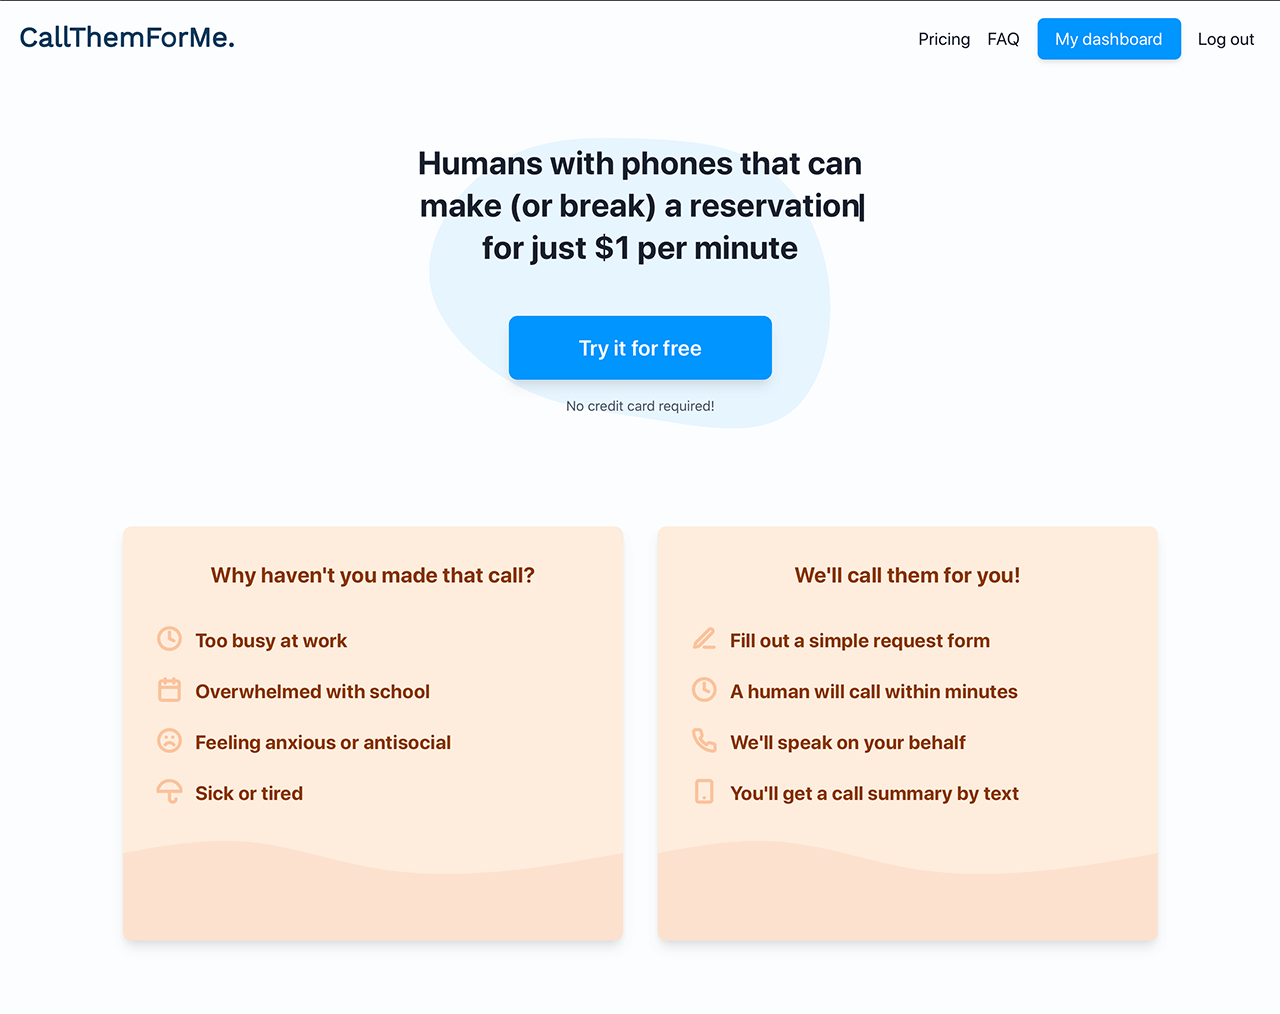 CallThemForMe.
Pricing
FAQ
My dashboard
Log out
Humans with phones that can
make (or break) a reservation|
for just $1 per minute
Try it for free
No credit card required!
Why haven't you made that call?
Too busy at work
Overwhelmed with school
Feeling anxious or antisocial
Sick or tired
We'll call them for you!
Fill out a simple request form
A human will call within minutes
We'll speak on your behalf
You'll get a call summary by text